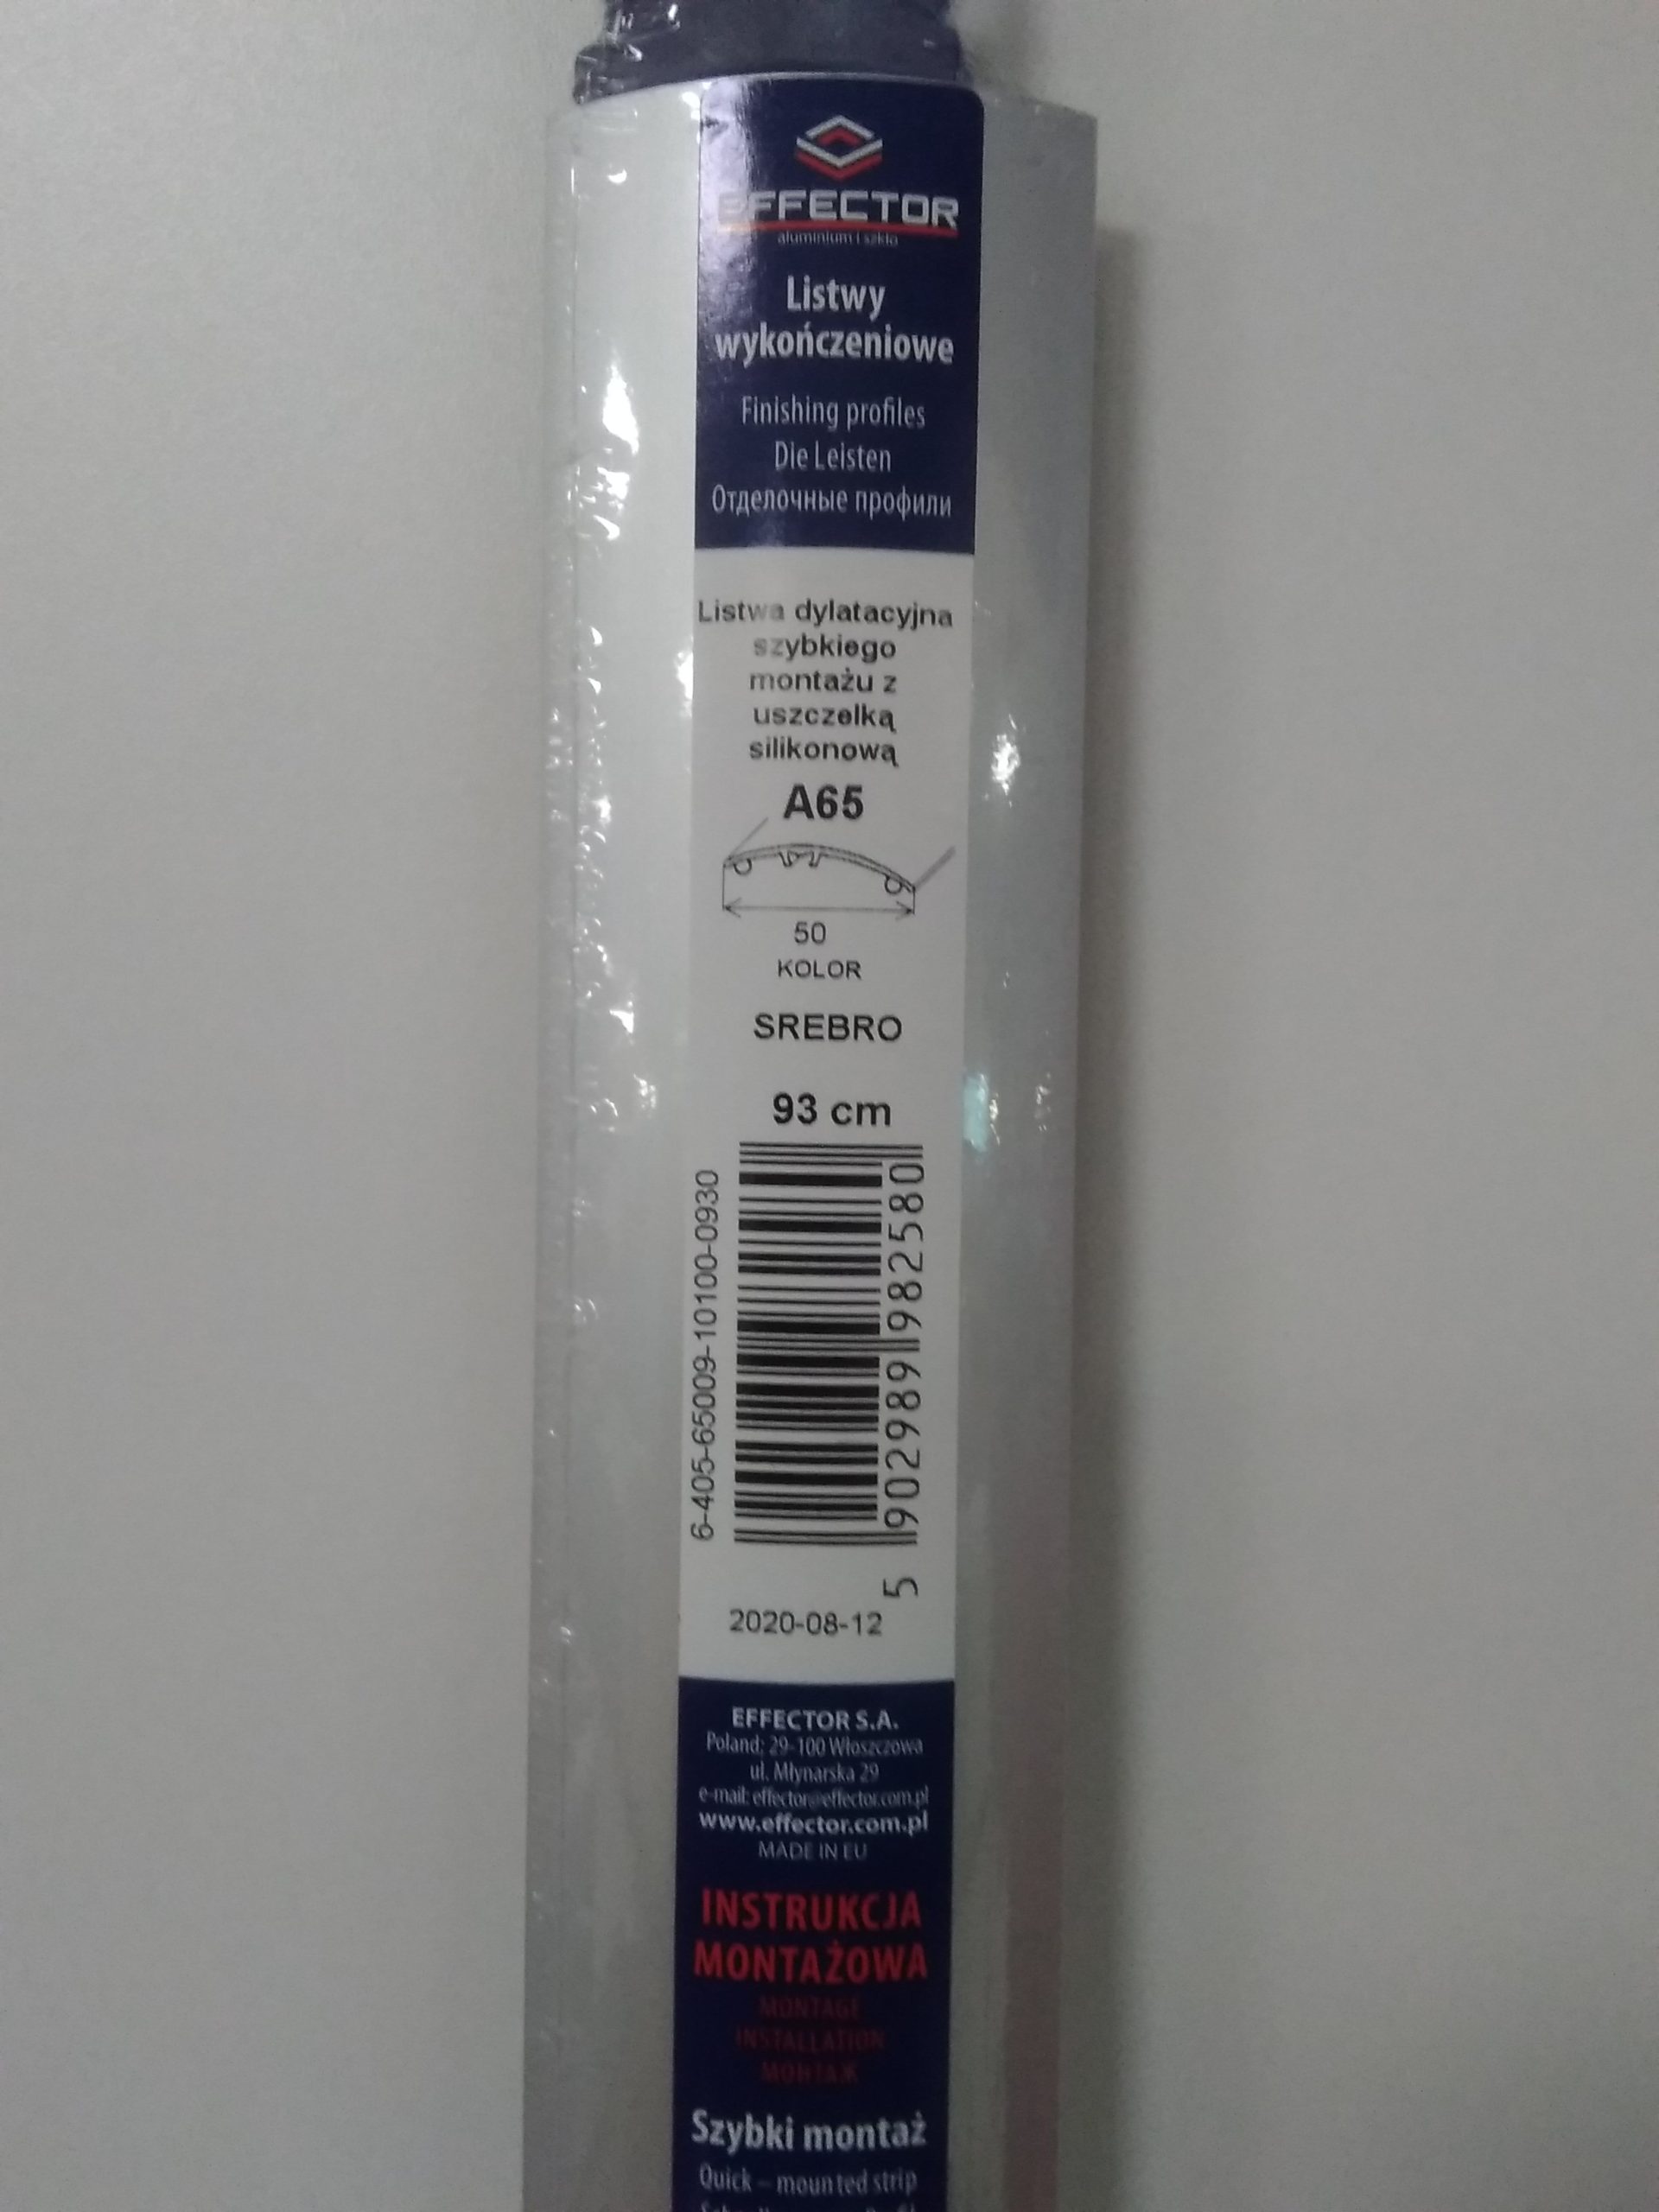 EFFECTOR
aluminium i szkło
Listwy
wykończeniowe
Finishing profiles
Die Leisten
Отделочные профили
Listwa dylatacyjna
szybkiego
montażu z
uszczelką
silikonową
A65
50
KOLOR
SREBRO
93 cm
6-405-65009-10100-0930
5 902989 982580
2020-08-12
EFFECTOR S.A.
Poland; 29-100 Włoszczowa
ul. Młynarska 29
e-mail: effector@effector.com.pl
www.effector.com.pl
MADE IN EU
INSTRUKCJA
MONTAŻOWA
MONTAGE
INSTALLATION
МОНТАЖ
Szybki montaż
Quick – mounted strip